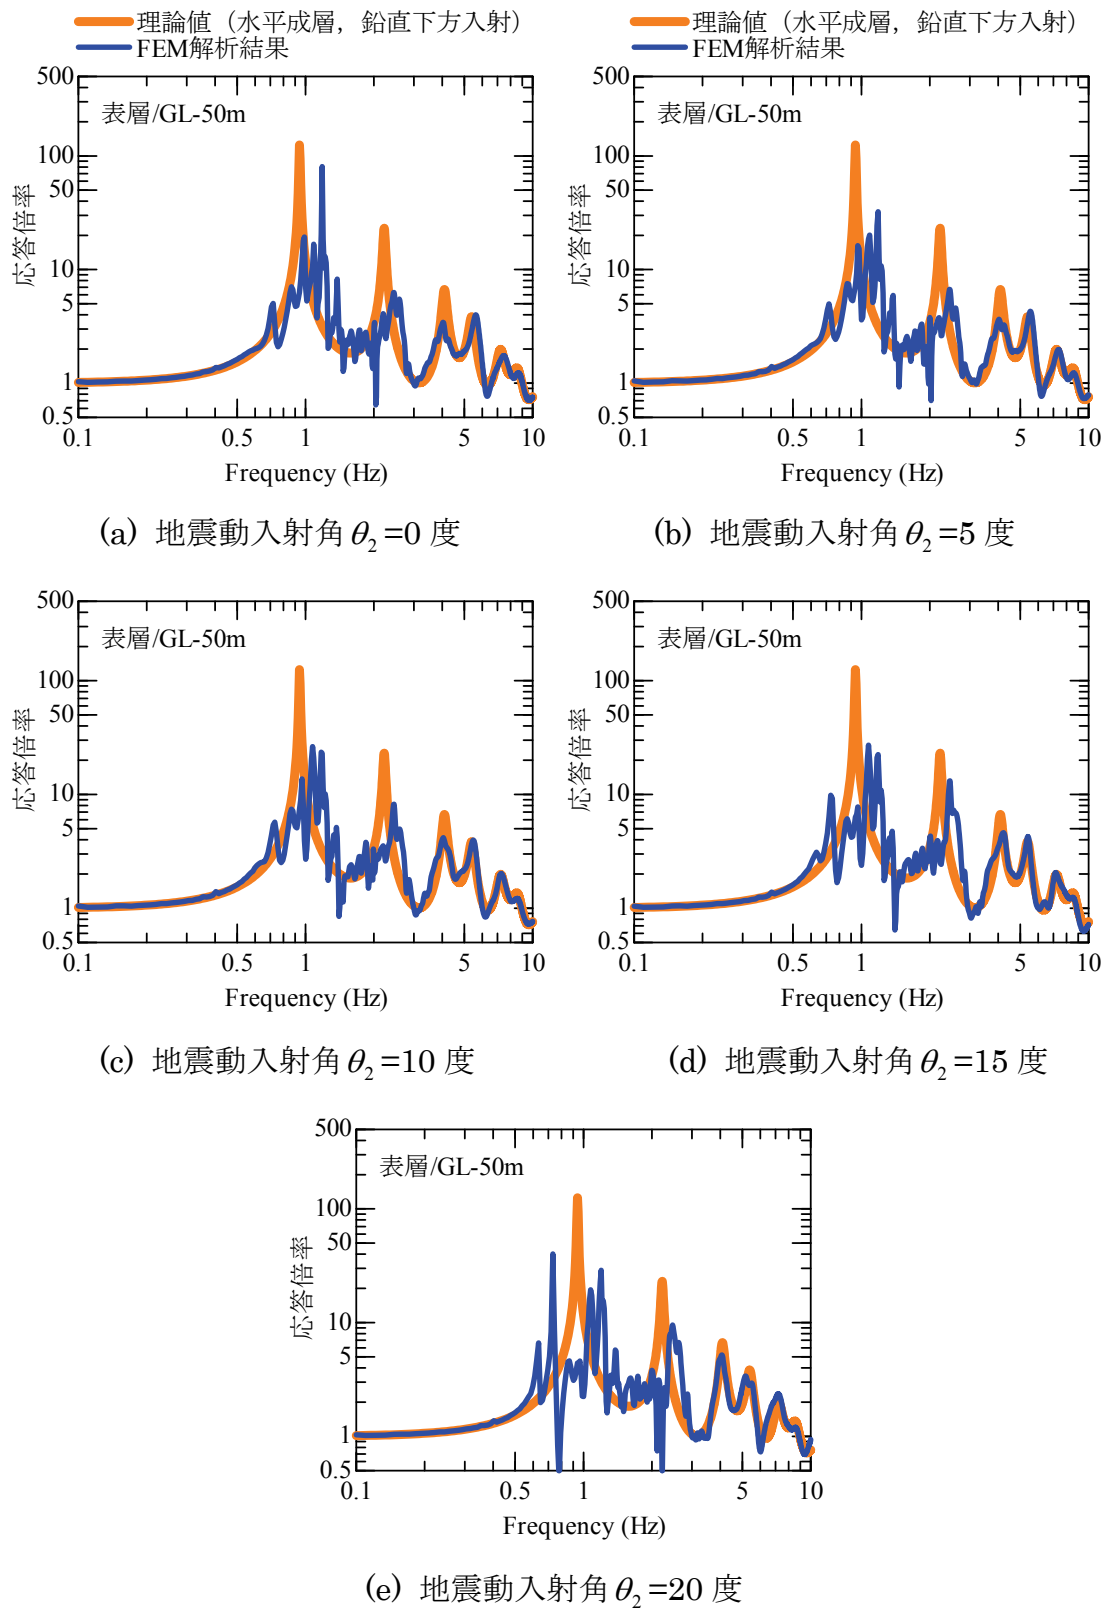 理論値（水平成層，鉛直下方入射）
FEM解析結果
理論値（水平成層，鉛直下方入射）
FEM解析結果
500
100
50
10
5
1
0.5
表層/GL-50m
応答倍率
0.1
0.5
1
5
10
Frequency (Hz)
(a) 地震動入射角θ₂=0 度
500
100
50
10
5
1
0.5
表層/GL-50m
応答倍率
0.1
0.5
1
5
10
Frequency (Hz)
(b) 地震動入射角θ₂=5 度
500
100
50
10
5
1
0.5
表層/GL-50m
応答倍率
0.1
0.5
1
5
10
Frequency (Hz)
(c) 地震動入射角θ₂=10 度
500
100
50
10
5
1
0.5
表層/GL-50m
応答倍率
0.1
0.5
1
5
10
Frequency (Hz)
(d) 地震動入射角θ₂=15 度
500
100
50
10
5
1
0.5
表層/GL-50m
応答倍率
0.1
0.5
1
5
10
Frequency (Hz)
(e) 地震動入射角θ₂=20 度